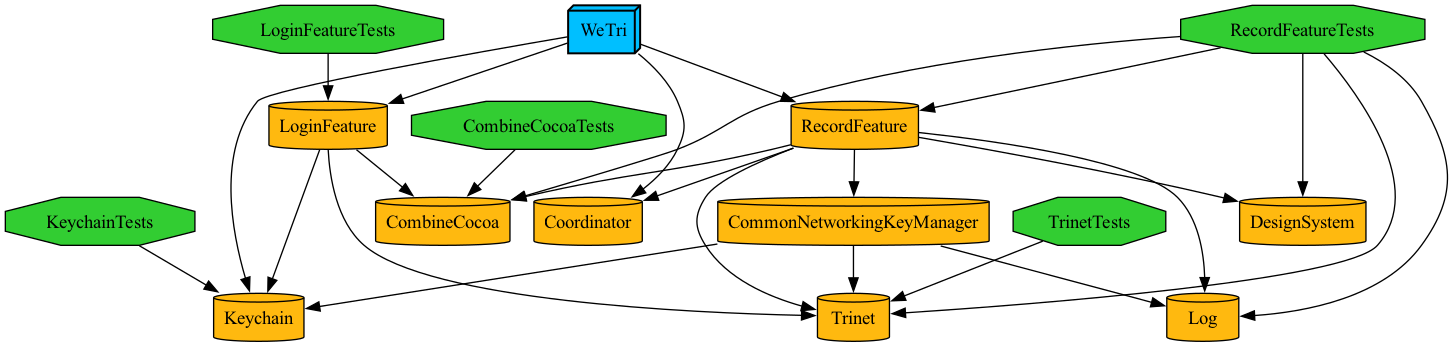 LoginFeatureTests
WeTri
RecordFeatureTests
LoginFeature
CombineCocoaTests
RecordFeature
KeychainTests
CombineCocoa
Coordinator
CommonNetworkingKeyManager
TrinetTests
DesignSystem
Keychain
Trinet
Log